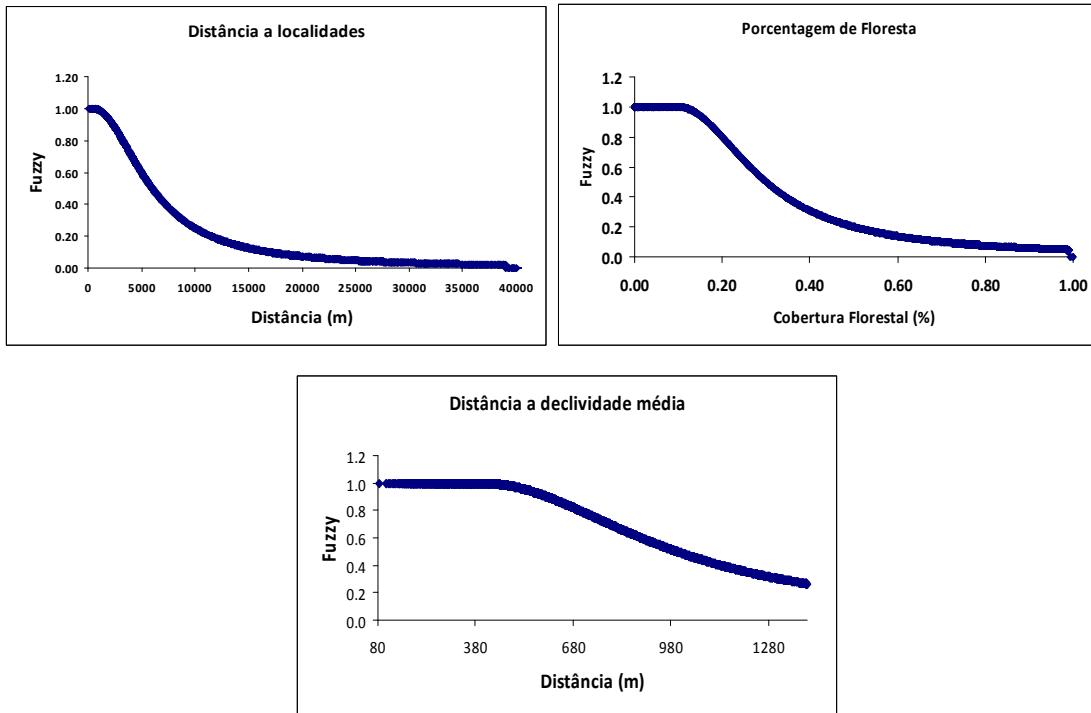 Distância a localidades
1.20
1.00
0.80
0.60
0.40
0.20
0.00
Fuzzy
0 5000 10000 15000 20000 25000 30000 35000 40000
Distância (m)
Porcentagem de Floresta
1.2
1.0
0.8
0.6
0.4
0.2
0.0
Fuzzy
0.00 0.20 0.40 0.60 0.80 1.00
Cobertura Florestal (%)
Distância a declividade média
1.2
1.0
0.8
0.6
0.4
0.2
0.0
Fuzzy
80 380 680 980 1280
Distância (m)